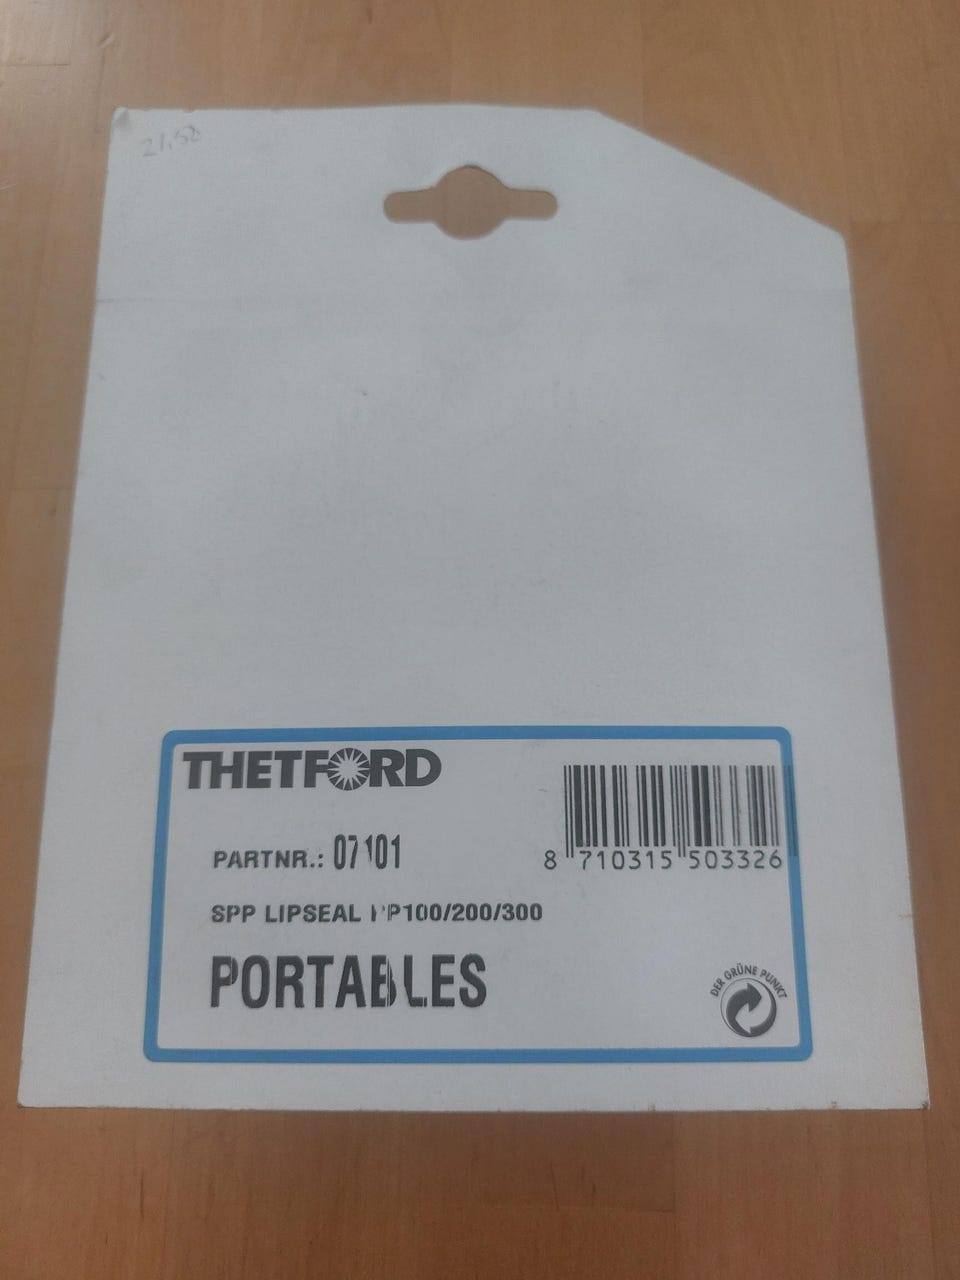 21,50
THETFORD
PARTNR.: 07101
8 710315 503326
SPP LIPSEAL PP100/200/300
PORTABLES
DER GRÜNE PUNKT